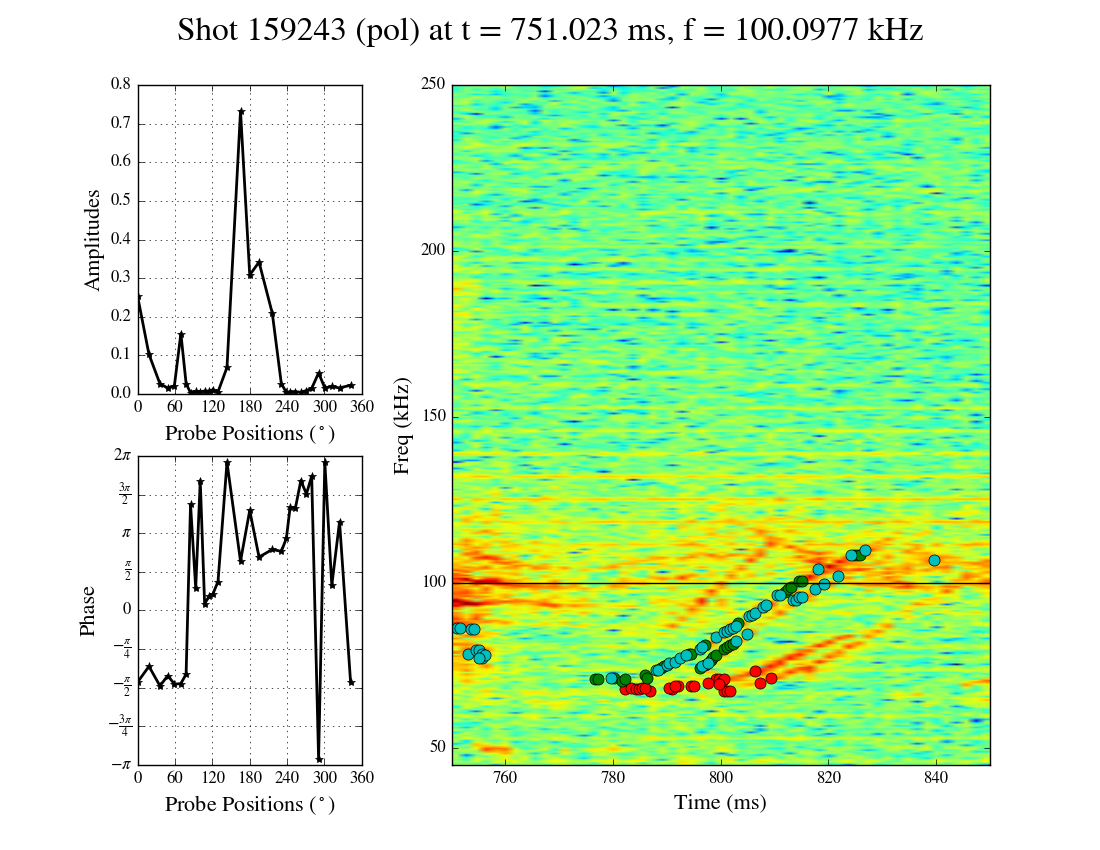 Shot 159243 (pol) at t = 751.023 ms, f = 100.0977 kHz
0.8
0.7
0.6
0.5
0.4
0.3
0.2
0.1
0.0
Amplitudes
0 60 120 180 240 300 360
Probe Positions (°)
2π
3π/2
π
π/2
0
−π/4
−π/2
−3π/4
−π
Phase
0 60 120 180 240 300 360
Probe Positions (°)
250
200
150
100
50
Freq (kHz)
760 780 800 820 840
Time (ms)